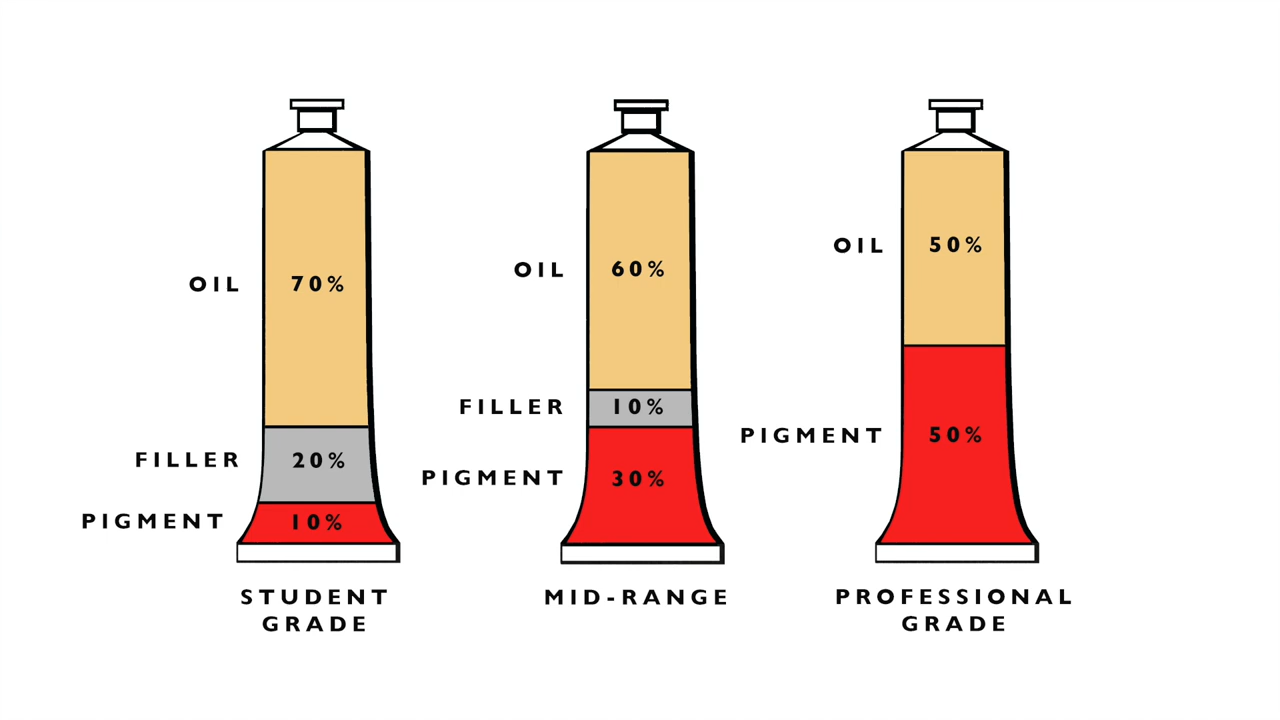 OIL 70%
FILLER 20%
PIGMENT 10%
STUDENT
GRADE
OIL 60%
FILLER 10%
PIGMENT 30%
MID-RANGE
OIL 50%
PIGMENT 50%
PROFESSIONAL
GRADE